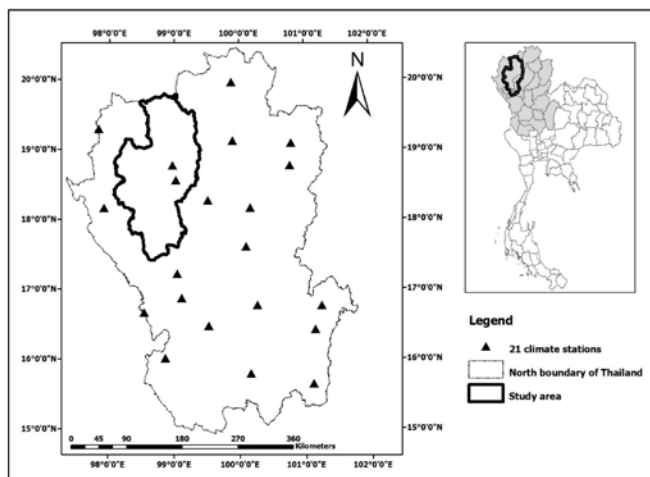 98°0'0"E 99°0'0"E 100°0'0"E 101°0'0"E 102°0'0"E
20°0'0"N
19°0'0"N
18°0'0"N
17°0'0"N
16°0'0"N
15°0'0"N
N
20°0'0"N
19°0'0"N
18°0'0"N
17°0'0"N
16°0'0"N
15°0'0"N
0 45 90 180 270 360
Kilometers
98°0'0"E 99°0'0"E 100°0'0"E 101°0'0"E 102°0'0"E
Legend
21 climate stations
North boundary of Thailand
Study area